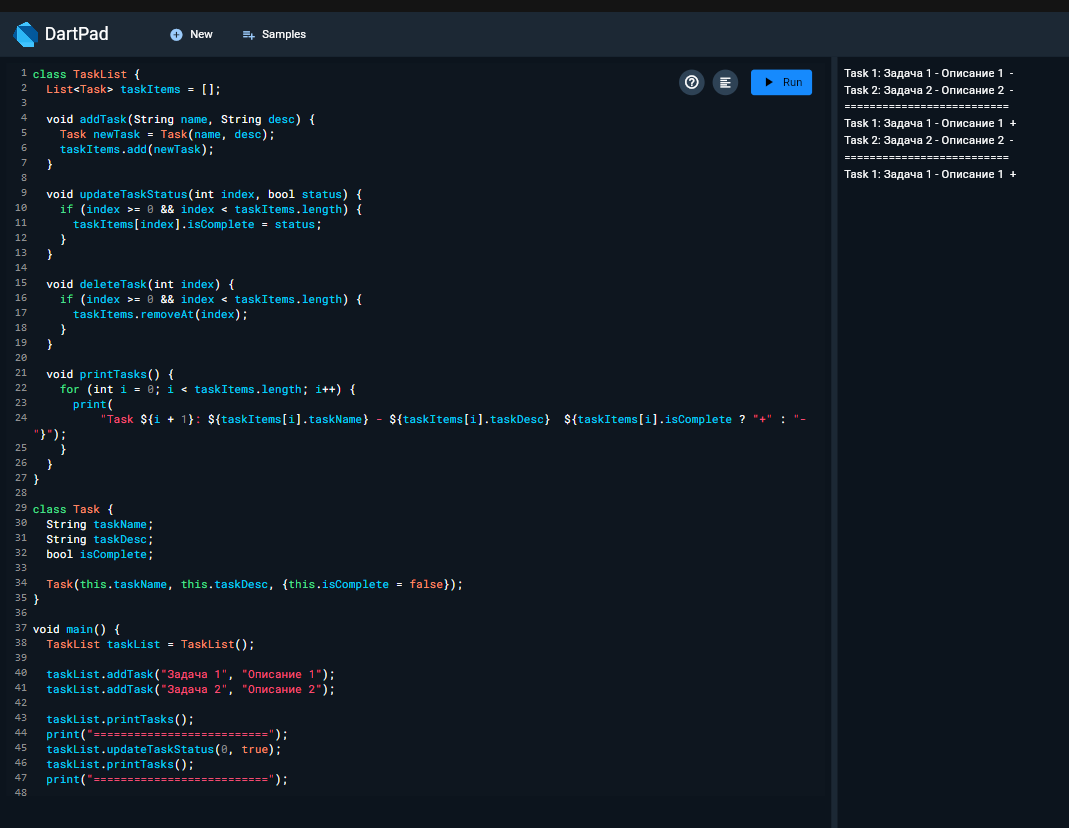 DartPad
New
Samples
Run
1 class TaskList {
2 List<Task> taskItems = [];
3
4 void addTask(String name, String desc) {
5 Task newTask = Task(name, desc);
6 taskItems.add(newTask);
7 }
8
9 void updateTaskStatus(int index, bool status) {
10 if (index >= 0 && index < taskItems.length) {
11 taskItems[index].isComplete = status;
12 }
13 }
14
15 void deleteTask(int index) {
16 if (index >= 0 && index < taskItems.length) {
17 taskItems.removeAt(index);
18 }
19 }
20
21 void printTasks() {
22 for (int i = 0; i < taskItems.length; i++) {
23 print(
24 "Task ${i + 1}: ${taskItems[i].taskName} - ${taskItems[i].taskDesc}  ${taskItems[i].isComplete ? "+" : "-
"}");
25 }
26 }
27 }
28
29 class Task {
30 String taskName;
31 String taskDesc;
32 bool isComplete;
33
34 Task(this.taskName, this.taskDesc, {this.isComplete = false});
35 }
36
37 void main() {
38 TaskList taskList = TaskList();
39
40 taskList.addTask("Задача 1", "Описание 1");
41 taskList.addTask("Задача 2", "Описание 2");
42
43 taskList.printTasks();
44 print("==========================");
45 taskList.updateTaskStatus(0, true);
46 taskList.printTasks();
47 print("==========================");
48
Task 1: Задача 1 - Описание 1  -
Task 2: Задача 2 - Описание 2  -
==========================
Task 1: Задача 1 - Описание 1  +
Task 2: Задача 2 - Описание 2  -
==========================
Task 1: Задача 1 - Описание 1  +